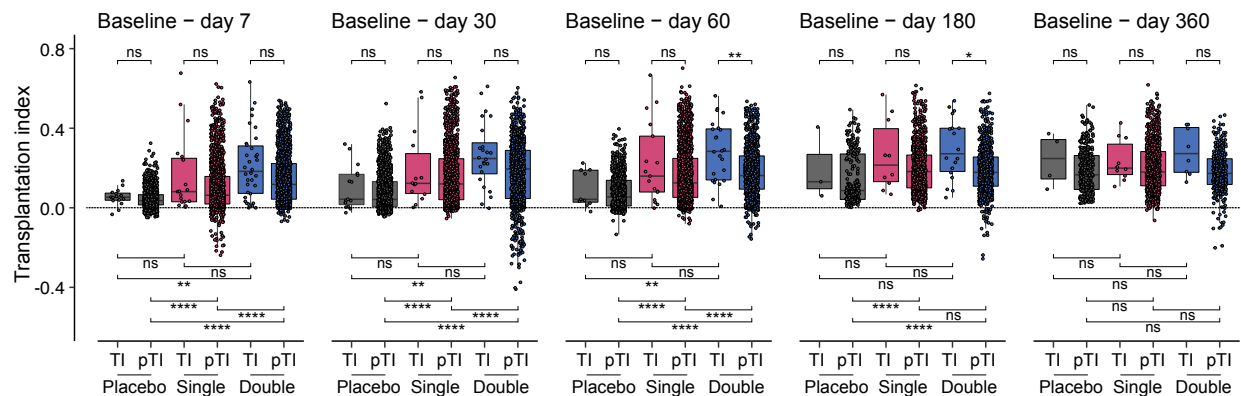 Baseline − day 7
Baseline − day 30
Baseline − day 60
Baseline − day 180
Baseline − day 360
Transplantation index
0.8
0.4
0.0
-0.4
ns ns ns
ns ns ns
ns ns **
ns ns *
ns ns ns
ns ns
**
**** ****
****
ns ns
**
**** ****
****
ns ns
**
**** ****
****
ns ns
ns
**** ns
****
ns ns
ns
ns ns
ns
TI pTI TI pTI TI pTI
Placebo Single Double
TI pTI TI pTI TI pTI
Placebo Single Double
TI pTI TI pTI TI pTI
Placebo Single Double
TI pTI TI pTI TI pTI
Placebo Single Double
TI pTI TI pTI TI pTI
Placebo Single Double